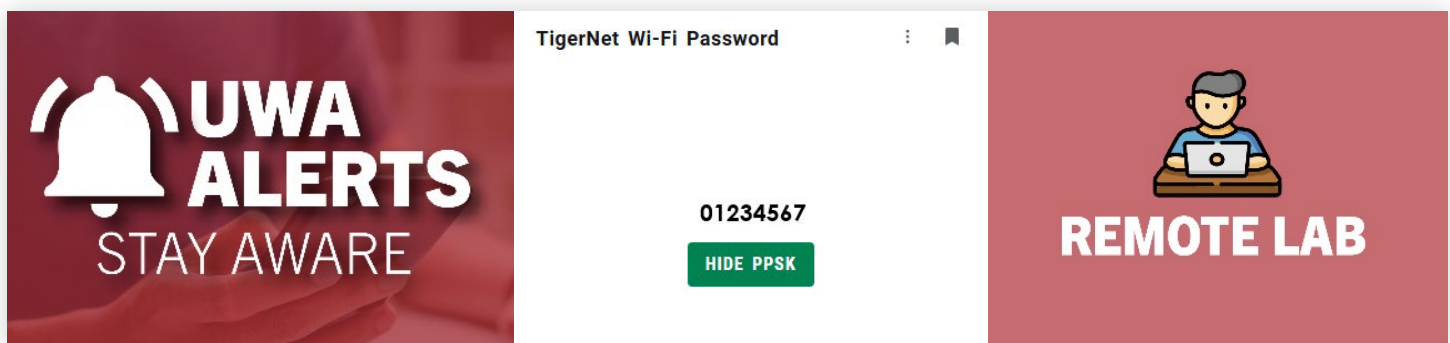 UWA
ALERTS
STAY AWARE
TigerNet Wi-Fi Password
01234567
HIDE PPSK
REMOTE LAB